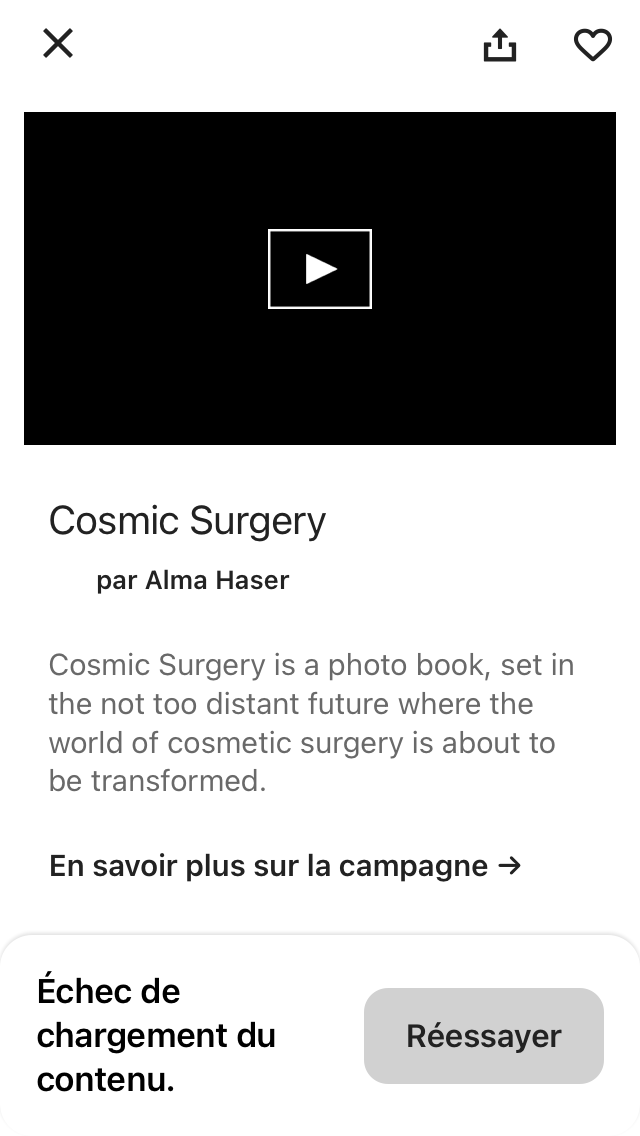 Cosmic Surgery
par Alma Haser
Cosmic Surgery is a photo book, set in
the not too distant future where the
world of cosmetic surgery is about to
be transformed.
En savoir plus sur la campagne →
Échec de
chargement du
contenu.
Réessayer